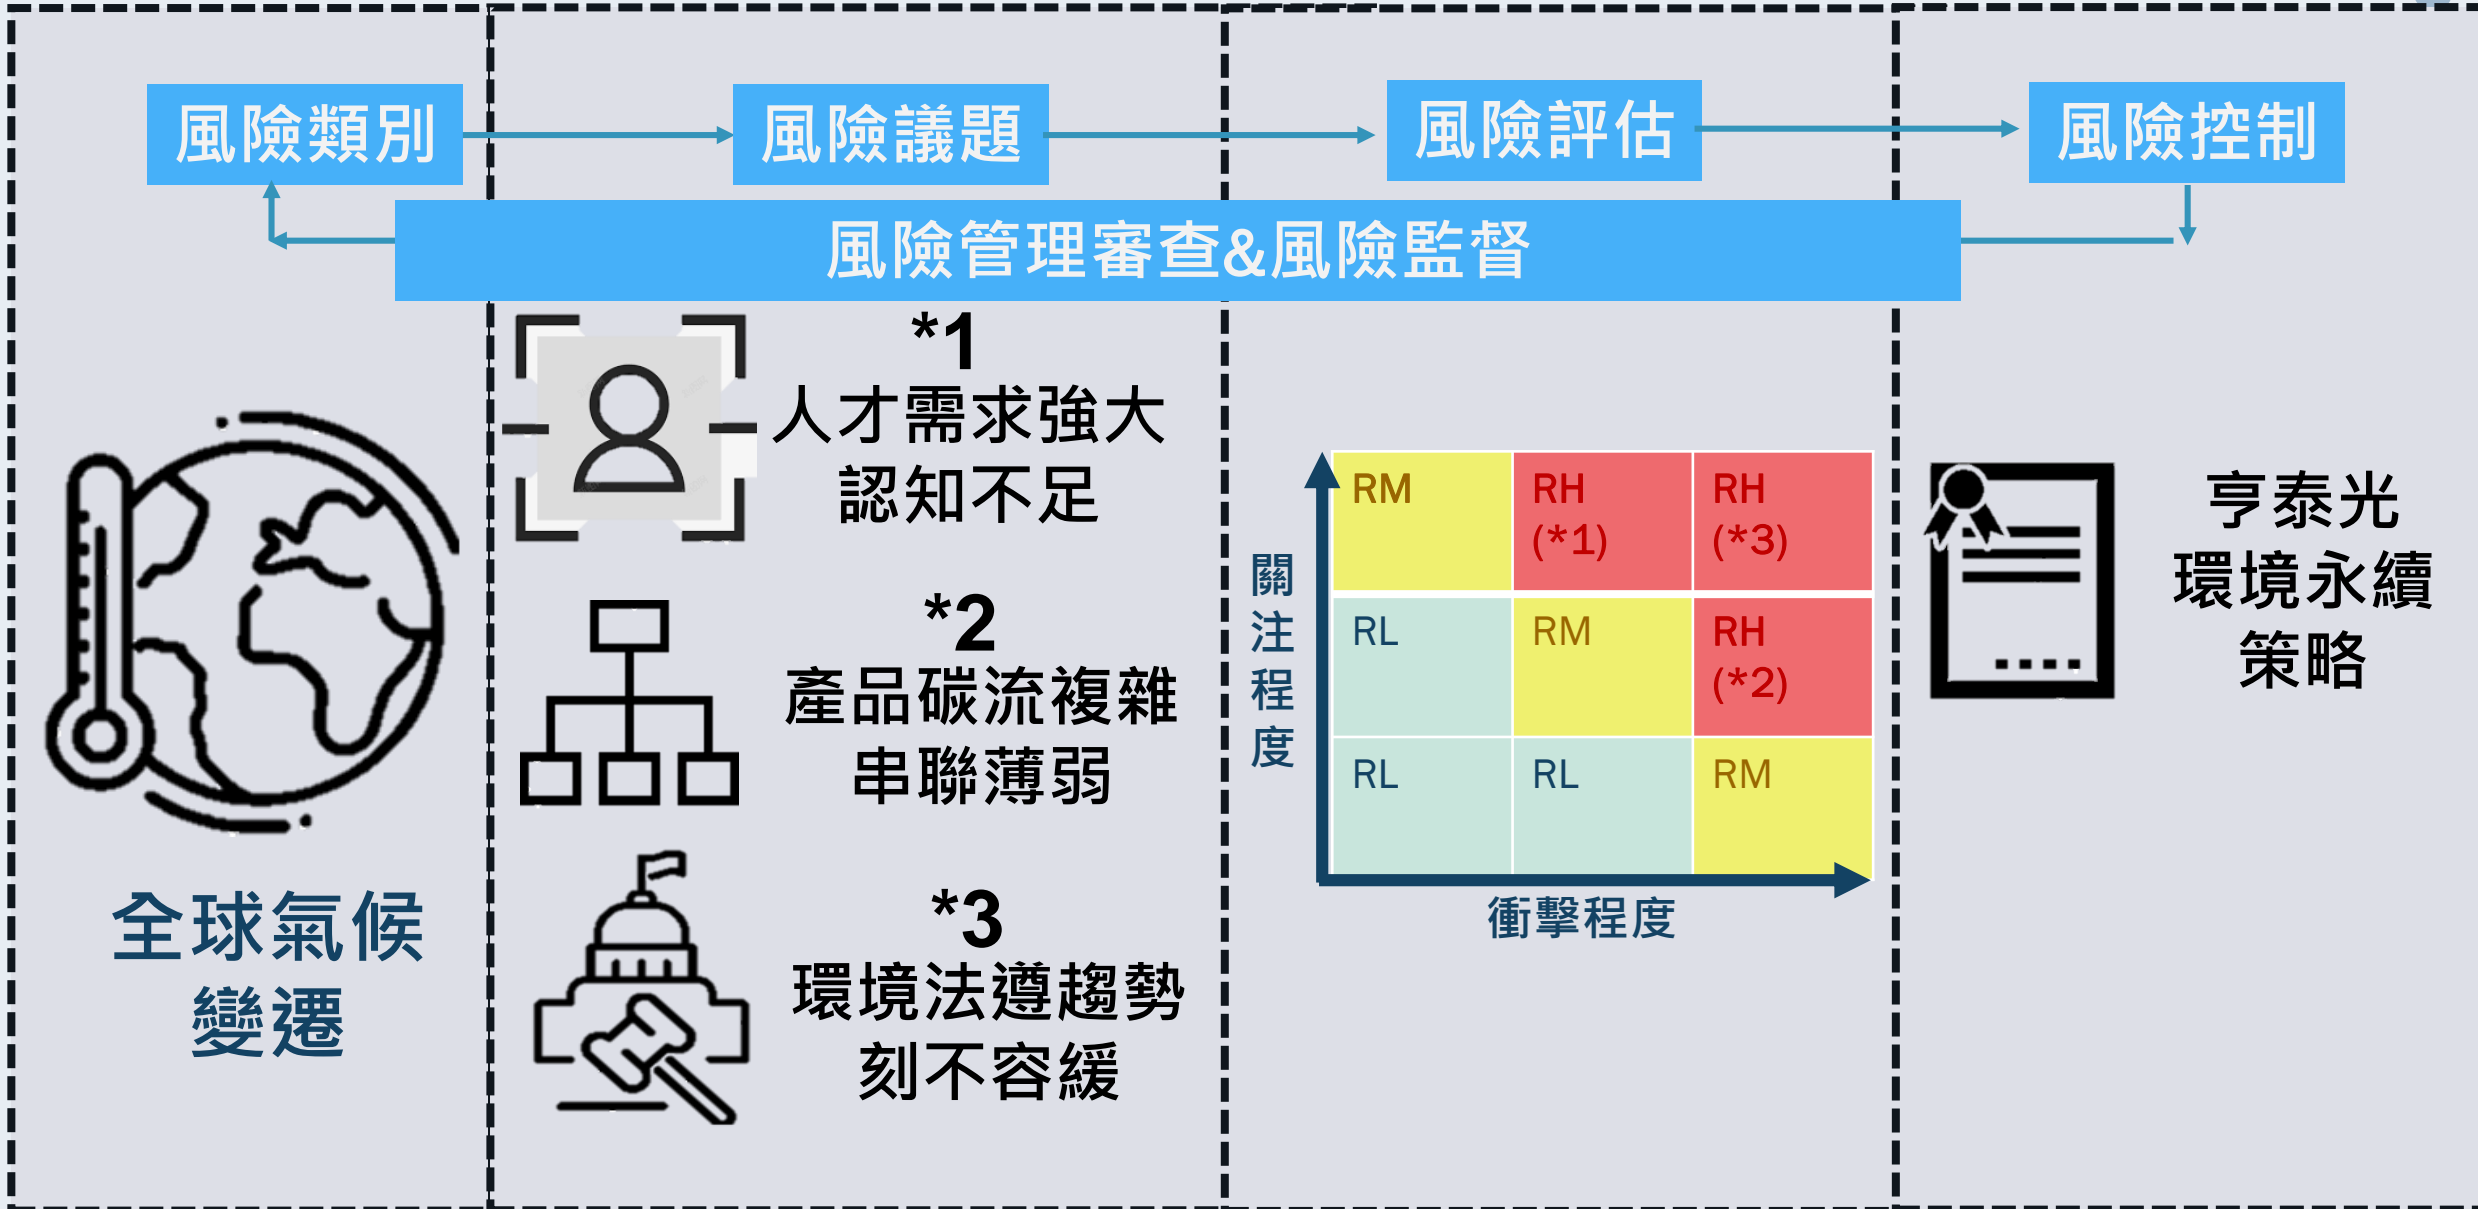 風險類別
風險議題
風險評估
風險控制
風險管理審查&風險監督
全球氣候
變遷
*1
人才需求強大
認知不足
*2
產品碳流複雜
串聯薄弱
*3
環境法遵趨勢
刻不容緩
關注程度
RM
RH
(*1)
RH
(*3)
RL
RM
RH
(*2)
RL
RL
RM
衝擊程度
亨泰光
環境永續
策略